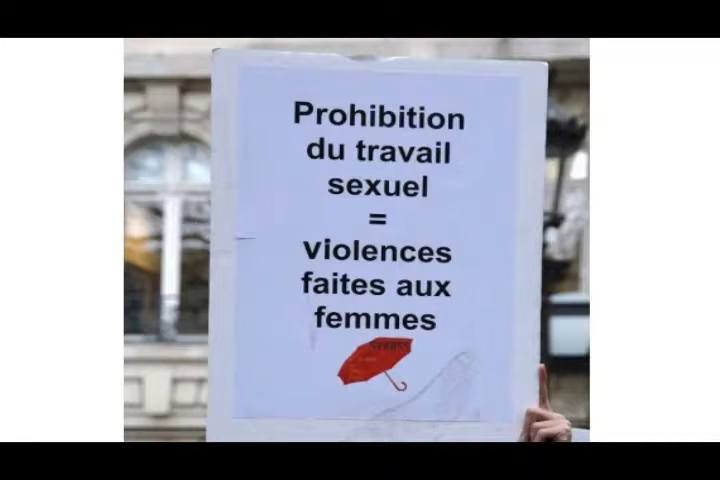 Prohibition
du travail
sexuel
=
violences
faites aux
femmes